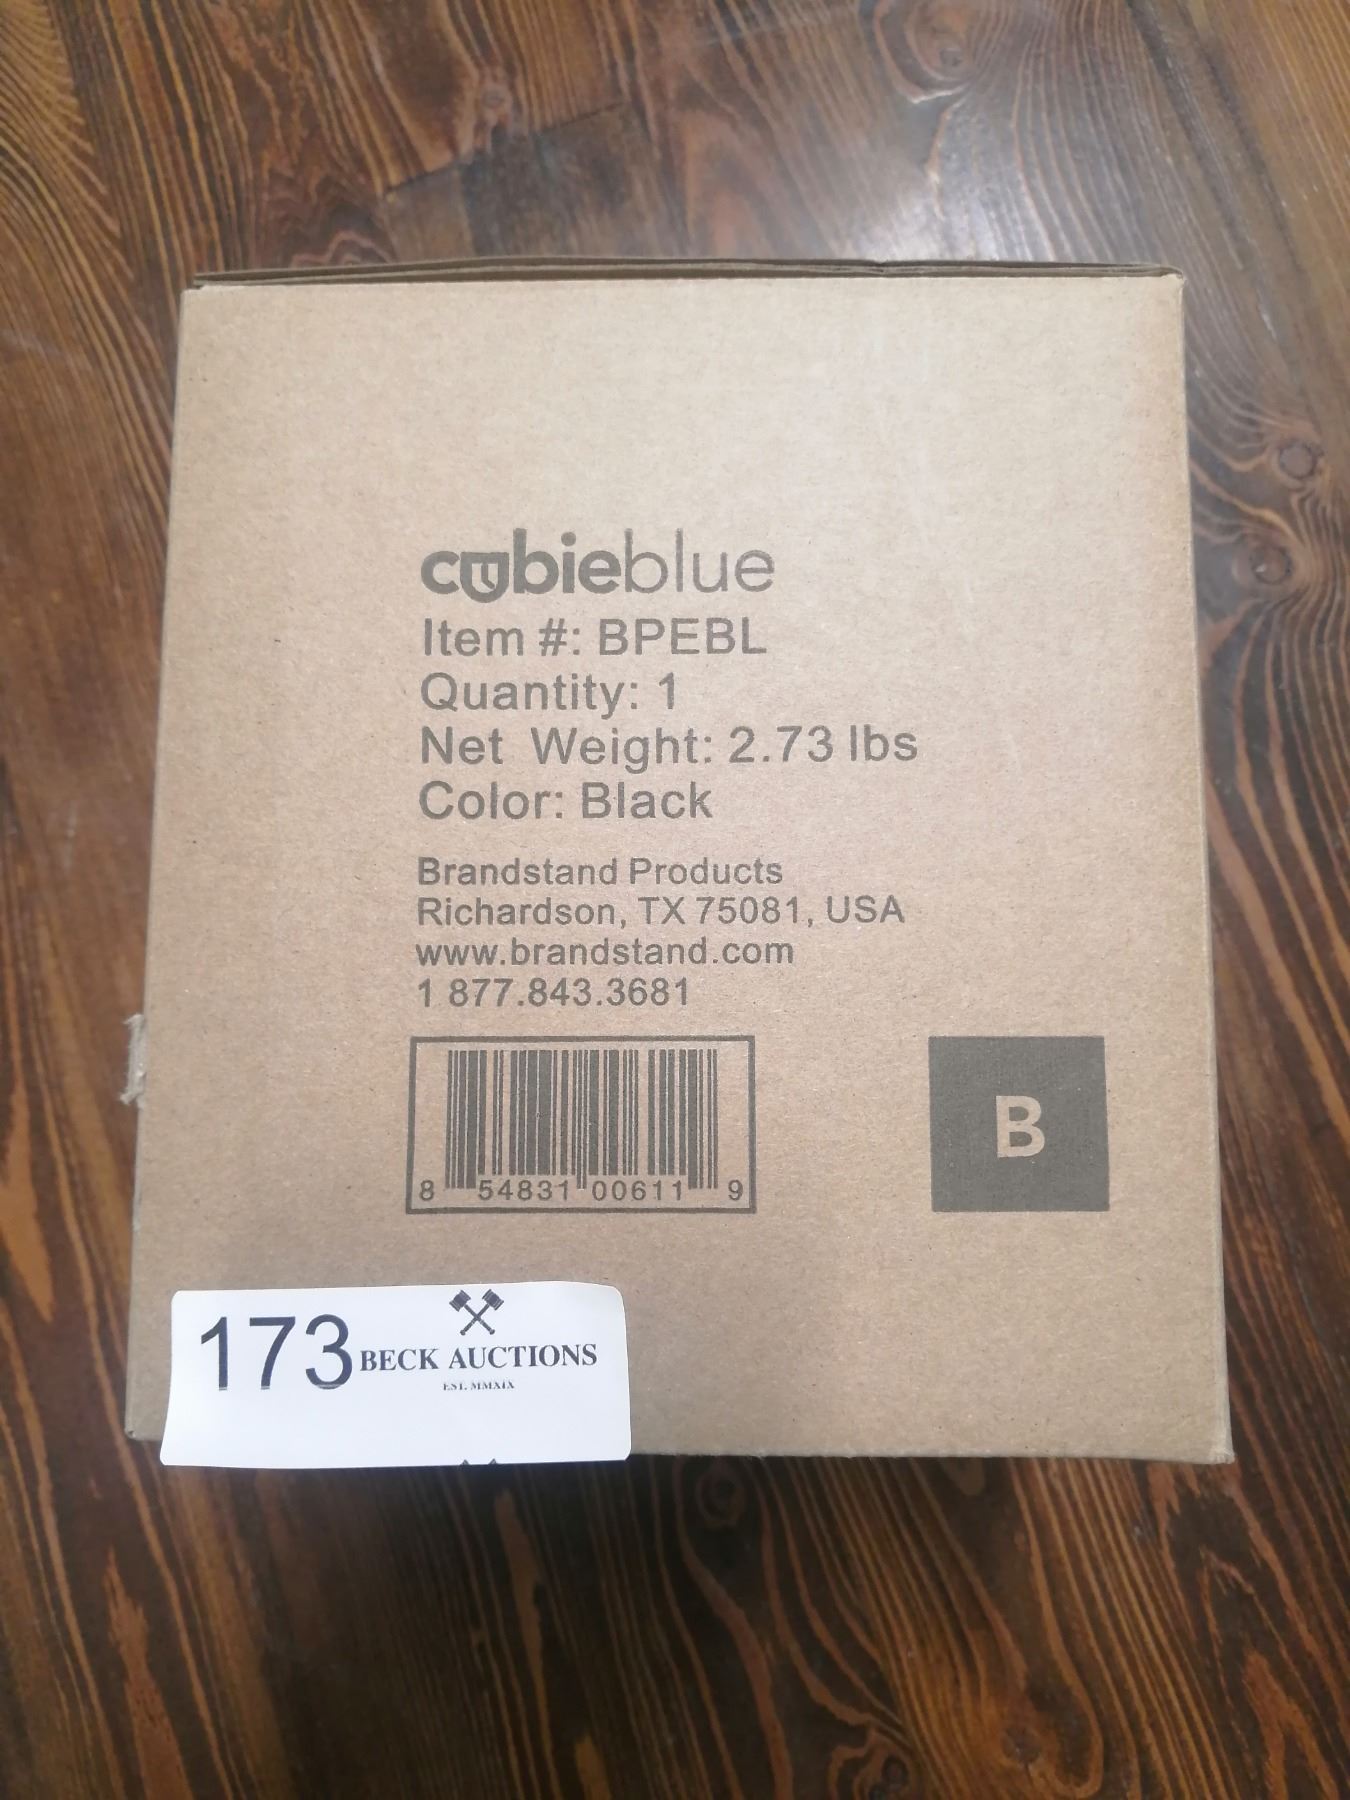 cubieblue
Item #: BPEBL
Quantity: 1
Net Weight: 2.73 lbs
Color: Black
Brandstand Products
Richardson, TX 75081, USA
www.brandstand.com
1 877.843.3681
8 54831 00611 9
B
173
BECK AUCTIONS
EST. MMXIX